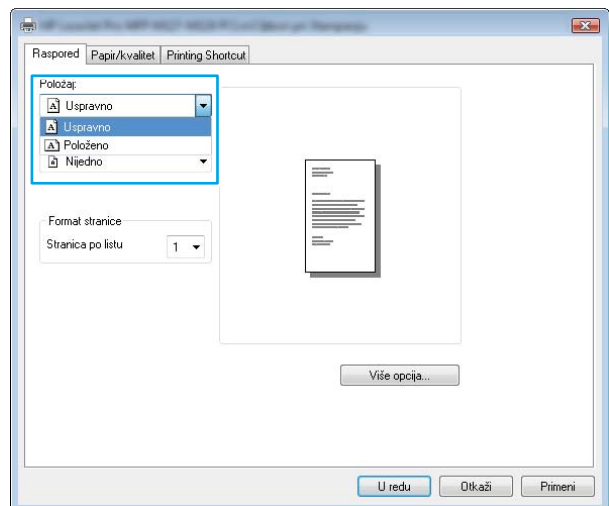 Raspored Papir/kvalitet Printing Shortcut
Položaj:
Uspravno
Uspravno
Položeno
Nijedno
Format stranice
Stranica po listu 1
Više opcija...
U redu Otkaži Primeni